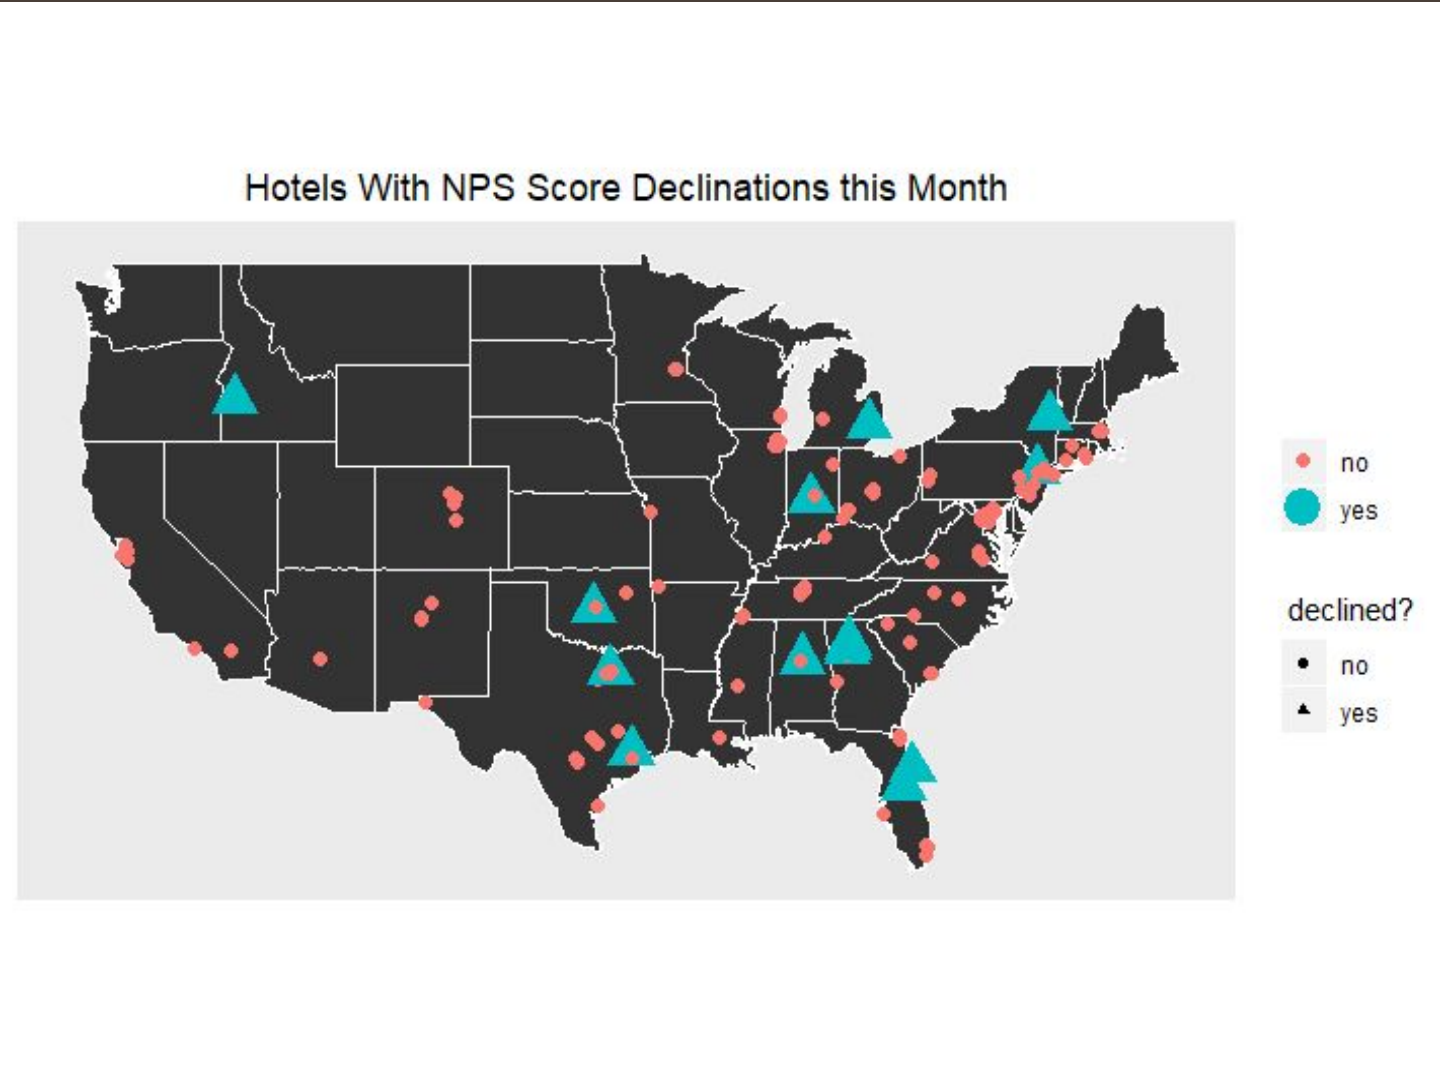 Hotels With NPS Score Declinations this Month
no
yes
declined?
no
yes